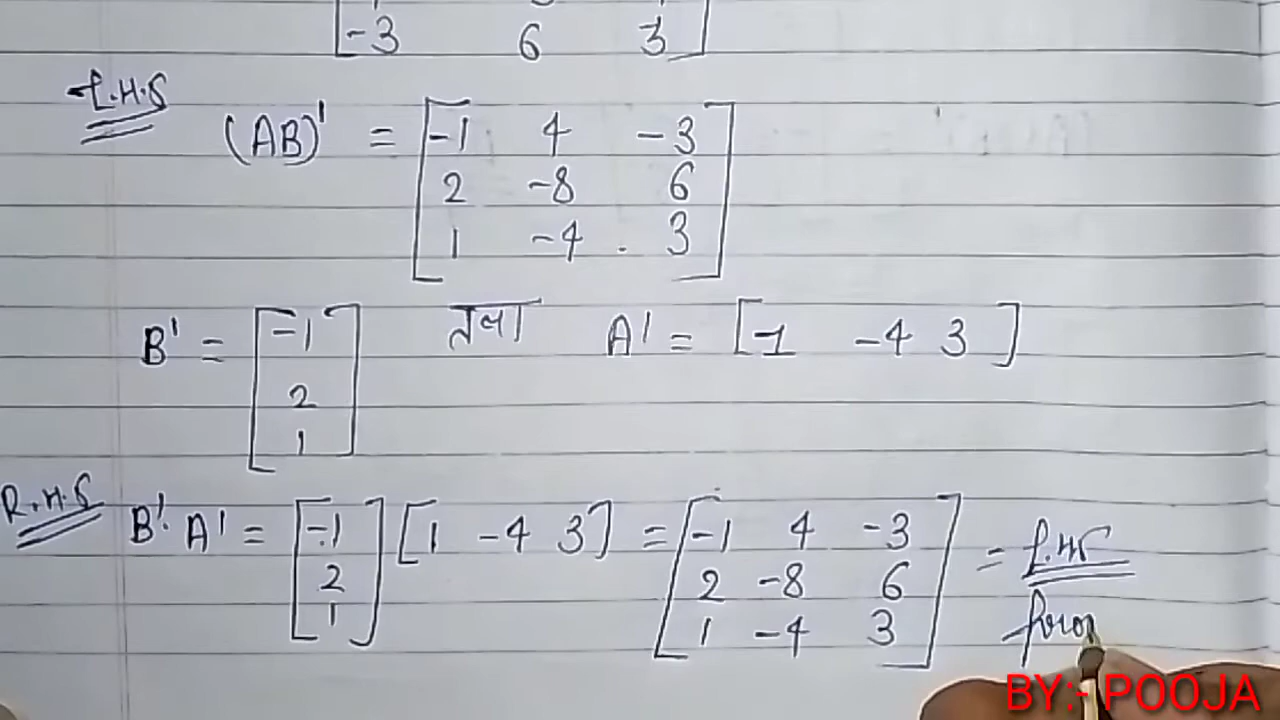 -3 6 3
L.H.S
(AB)' = [-1 4 -3
2 -8 6
1 -4 . 3]
B' = [-1
2
1] तथा A' = [1 -4 3]
R.H.S
B'. A' = [-1
2
1] [1 -4 3] = [-1 4 -3
2 -8 6
1 -4 3] = L.HS
BY:- POOJA